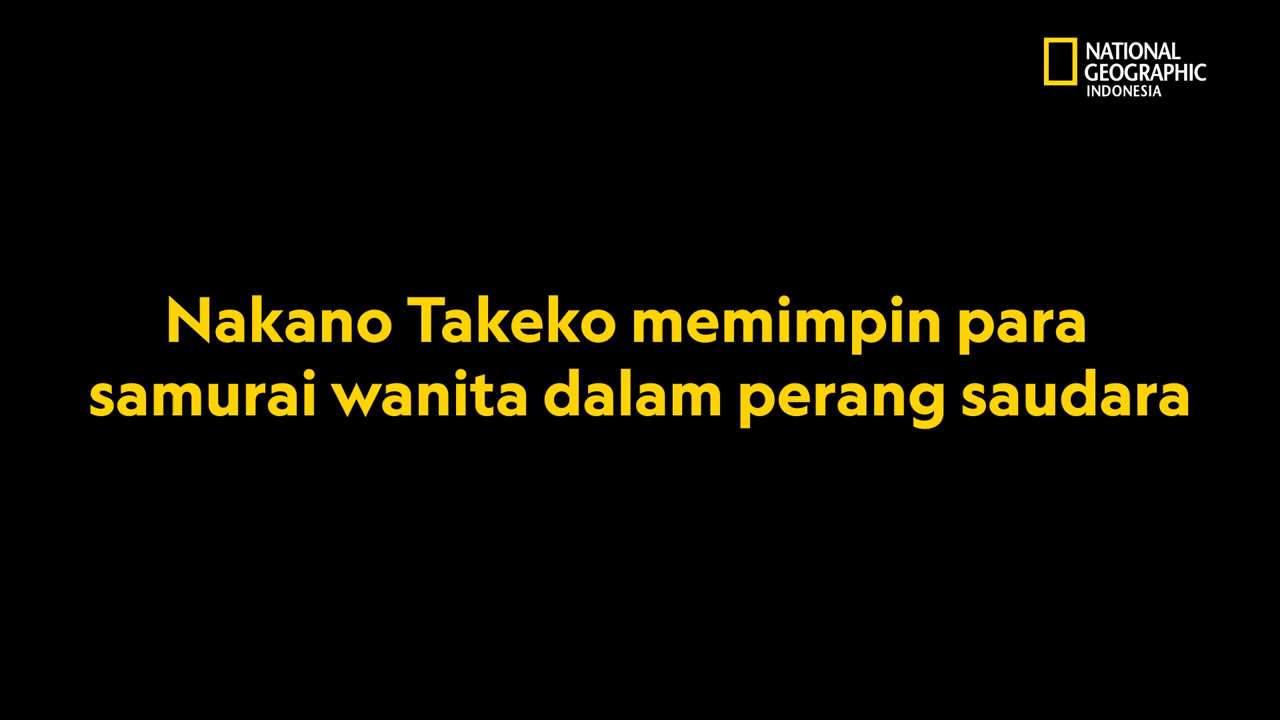 NATIONAL
GEOGRAPHIC
INDONESIA
Nakano Takeko memimpin para
samurai wanita dalam perang saudara